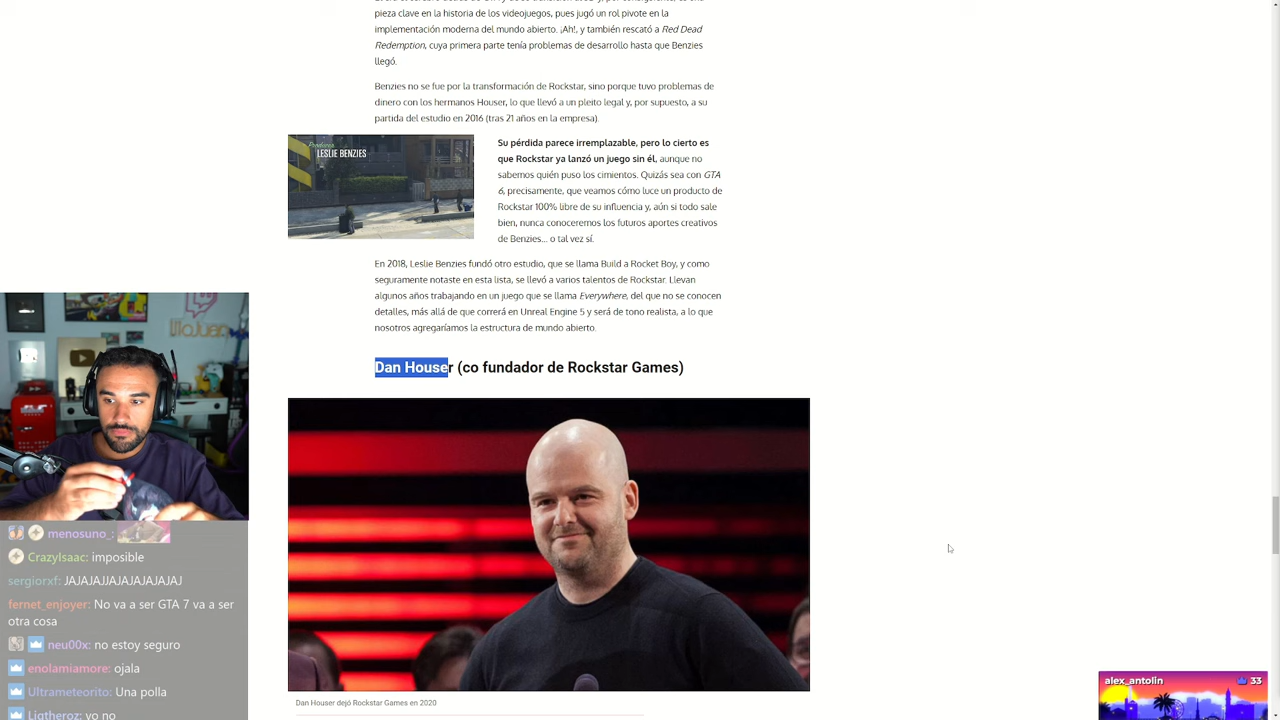 pieza clave en la historia de los videojuegos, pues jugó un rol pivote en la
implementación moderna del mundo abierto. ¡Ah!, y también rescató a Red Dead
Redemption, cuya primera parte tenía problemas de desarrollo hasta que Benzies
llegó.
Benzies no se fue por la transformación de Rockstar, sino porque tuvo problemas de
dinero con los hermanos Houser, lo que llevó a un pleito legal y, por supuesto, a su
partida del estudio en 2016 (tras 21 años en la empresa).
LESLIE BENZIES
Su pérdida parece irremplazable, pero lo cierto es
que Rockstar ya lanzó un juego sin él, aunque no
sabemos quién puso los cimientos. Quizás sea con GTA
6, precisamente, que veamos cómo luce un producto de
Rockstar 100% libre de su influencia y, aún si todo sale
bien, nunca conoceremos los futuros aportes creativos
de Benzies... o tal vez sí.
En 2018, Leslie Benzies fundó otro estudio, que se llama Build a Rocket Boy, y como
seguramente notaste en esta lista, se llevó a varios talentos de Rockstar. Llevan
algunos años trabajando en un juego que se llama Everywhere, del que no se conocen
detalles, más allá de que correrá en Unreal Engine 5 y será de tono realista, a lo que
nosotros agregaríamos la estructura de mundo abierto.
Dan Houser (co fundador de Rockstar Games)
Dan Houser dejó Rockstar Games en 2020
menosuno_:
CrazyIsaac: imposible
sergiorxf: JAJAJAJJAJAJAJAJAJ
fernet_enjoyer: No va a ser GTA 7 va a ser
otra cosa
neu00x: no estoy seguro
enolamiamore: ojala
Ultrameteorito: Una polla
Liqtheroz: yo no
alex_antolin 33